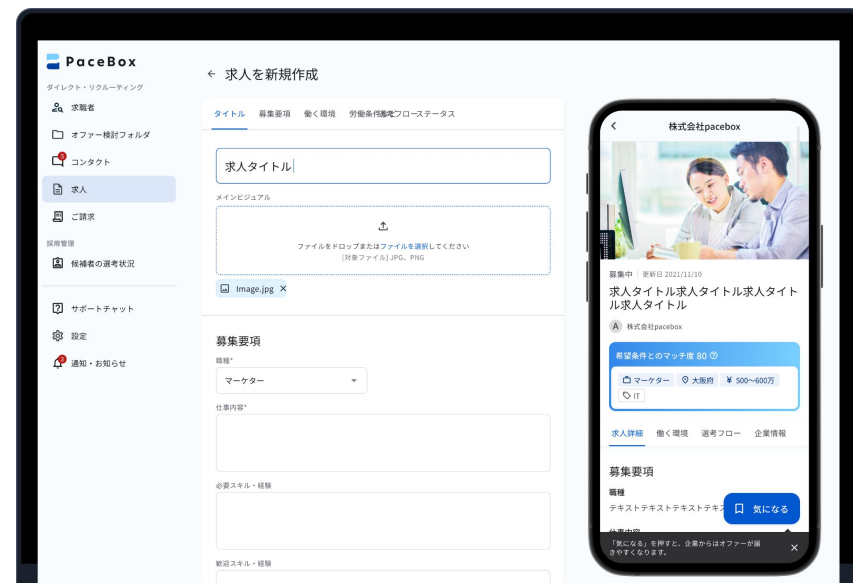 PaceBox
ダイレクト・リクルーティング
求職者
オファー検討フォルダ
3
コンタクト
求人
ご請求
採用管理
候補者の選考状況
サポートチャット
設定
3
通知・お知らせ
← 求人を新規作成
タイトル 募集要項 働く環境 労働条件 選考フロー ステータス
求人タイトル
メインビジュアル
ファイルをドロップまたはファイルを選択してください
[対象ファイル] JPG、PNG
Image.jpg ×
募集要項
職種*
マーケター
仕事内容*
必要スキル・経験
歓迎スキル・経験
株式会社pacebox
募集中 更新日 2021/11/10
求人タイトル求人タイトル求人タイト
ル求人タイトル
A 株式会社pacebox
希望条件とのマッチ度 80
マーケター 大阪府 ¥ 500〜600万
IT
求人詳細 働く環境 選考フロー 企業情報
募集要項
職種
テキストテキストテキストテキス
気になる
「気になる」を押すと、企業からはオファーが届
きやすくなります。 ×